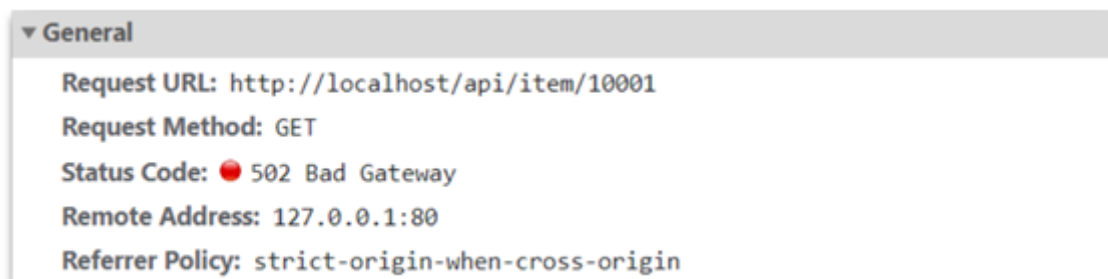 General
Request URL: http://localhost/api/item/10001
Request Method: GET
Status Code: 502 Bad Gateway
Remote Address: 127.0.0.1:80
Referrer Policy: strict-origin-when-cross-origin